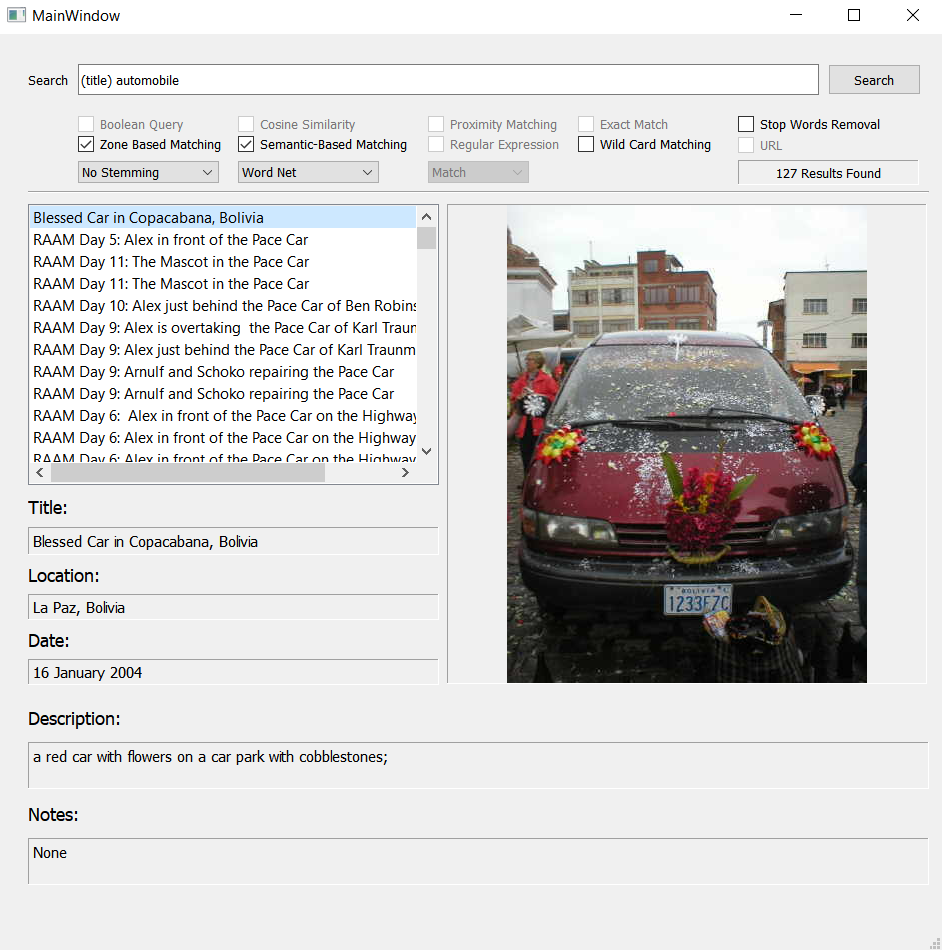 MainWindow
Search (title) automobile Search
Boolean Query Cosine Similarity Proximity Matching Exact Match Stop Words Removal
Zone Based Matching Semantic-Based Matching Regular Expression Wild Card Matching URL
No Stemming Word Net Match 127 Results Found
Blessed Car in Copacabana, Bolivia
RAAM Day 5: Alex in front of the Pace Car
RAAM Day 11: The Mascot in the Pace Car
RAAM Day 11: The Mascot in the Pace Car
RAAM Day 10: Alex just behind the Pace Car of Ben Robins
RAAM Day 9: Alex is overtaking  the Pace Car of Karl Traun
RAAM Day 9: Alex just behind the Pace Car of Karl Traunm
RAAM Day 9: Arnulf and Schoko repairing the Pace Car
RAAM Day 9: Arnulf and Schoko repairing the Pace Car
RAAM Day 6:  Alex in front of the Pace Car on the Highway
RAAM Day 6: Alex in front of the Pace Car on the Highway
RAAM Day 6: Alex in front of the Pace Car on the Highway
BOLIVIA
1233EZC
Title:
Blessed Car in Copacabana, Bolivia
Location:
La Paz, Bolivia
Date:
16 January 2004
Description:
a red car with flowers on a car park with cobblestones;
Notes:
None